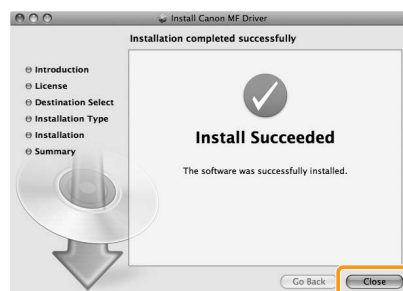 Install Canon MF Driver
Installation completed successfully
Introduction
License
Destination Select
Installation Type
Installation
Summary
Install Succeeded
The software was successfully installed.
Go Back
Close